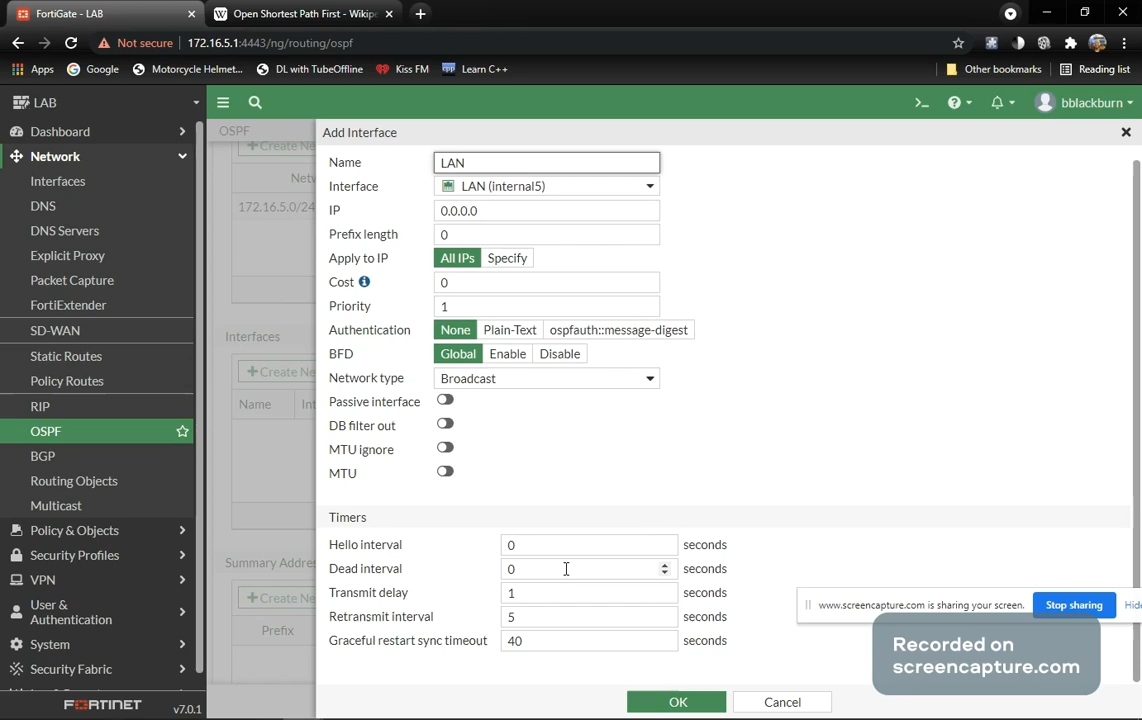 FortiGate - LAB
Open Shortest Path First - Wikipe
Not secure 172.16.5.1:4443/ng/routing/ospf
Apps Google Motorcycle Helmet... DL with TubeOffline Kiss FM Learn C++ Other bookmarks Reading list
LAB bblackburn
Dashboard
Network
Interfaces
DNS
DNS Servers
Explicit Proxy
Packet Capture
FortiExtender
SD-WAN
Static Routes
Policy Routes
RIP
OSPF
BGP
Routing Objects
Multicast
Policy & Objects
Security Profiles
VPN
User &
Authentication
System
Security Fabric
FORTINET v7.0.1
OSPF
Create Ne
Netw
172.16.5.0/24
Interfaces
Create Ne
Name Int
Summary Addres
Create Ne
Prefix
Add Interface
Name LAN
Interface LAN (internal5)
IP 0.0.0.0
Prefix length 0
Apply to IP All IPs Specify
Cost 0
Priority 1
Authentication None Plain-Text ospfauth::message-digest
BFD Global Enable Disable
Network type Broadcast
Passive interface
DB filter out
MTU ignore
MTU
Timers
Hello interval 0 seconds
Dead interval 0 seconds
Transmit delay 1 seconds
Retransmit interval 5 seconds
Graceful restart sync timeout 40 seconds
OK Cancel
www.screencapture.com is sharing your screen. Stop sharing Hide
Recorded on
screencapture.com